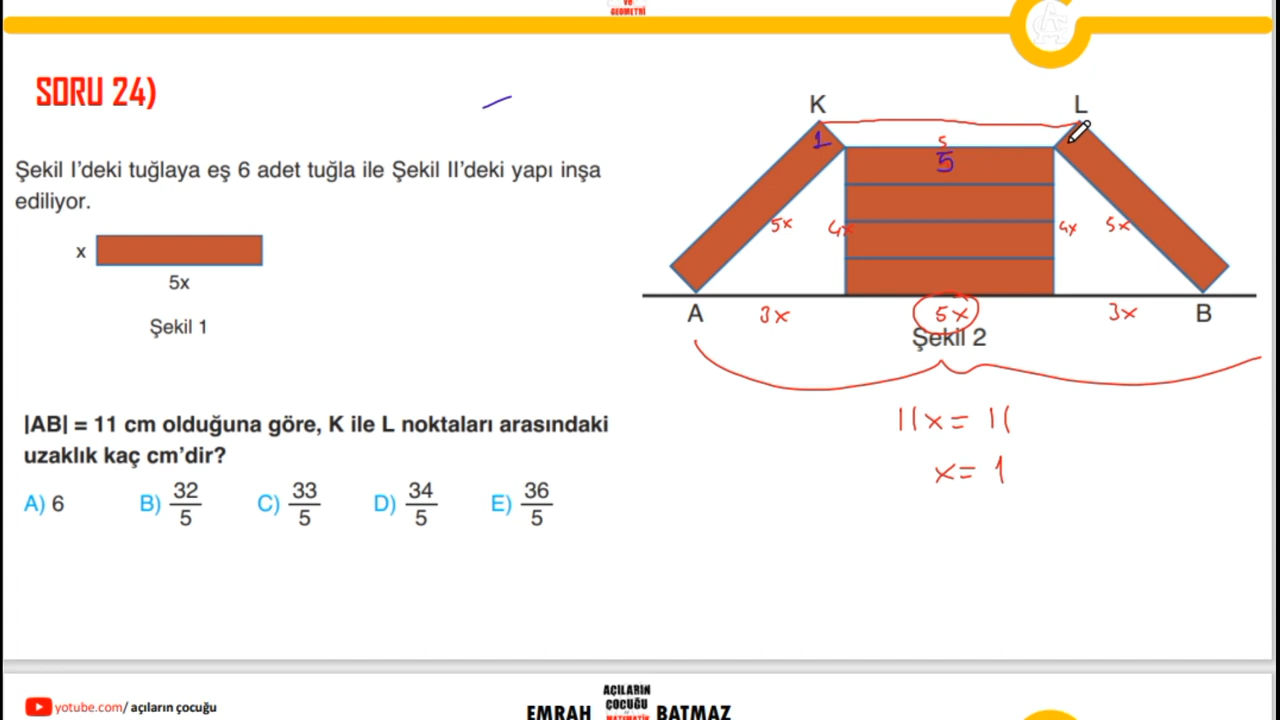 VE
GEOMETRİ
SORU 24)
Şekil I’deki tuğlaya eş 6 adet tuğla ile Şekil II’deki yapı inşa
ediliyor.
x
5x
Şekil 1
K
L
1
5
5
5x
4x
4x
5x
A
3x
5x
3x
B
Şekil 2
11x = 11
x = 1
|AB| = 11 cm olduğuna göre, K ile L noktaları arasındaki
uzaklık kaç cm’dir?
A) 6 B) 32/5 C) 33/5 D) 34/5 E) 36/5
yotube.com/ açıların çocuğu
EMRAH
AÇILARIN
ÇOCUĞU
MATEMATİK
BATMAZ